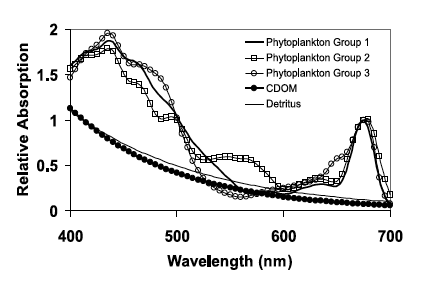 2
1.5
1
0.5
0
400
500
600
700
Relative Absorption
Wavelength (nm)
Phytoplankton Group 1
Phytoplankton Group 2
Phytoplankton Group 3
CDOM
Detritus